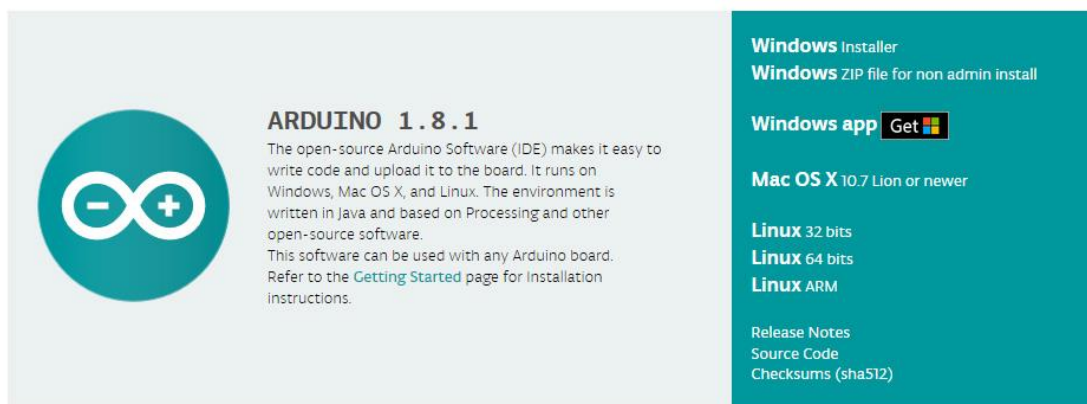 ARDUINO 1.8.1
The open-source Arduino Software (IDE) makes it easy to
write code and upload it to the board. It runs on
Windows, Mac OS X, and Linux. The environment is
written in Java and based on Processing and other
open-source software.
This software can be used with any Arduino board.
Refer to the Getting Started page for Installation
instructions.
Windows Installer
Windows ZIP file for non admin install
Windows app Get
Mac OS X 10.7 Lion or newer
Linux 32 bits
Linux 64 bits
Linux ARM
Release Notes
Source Code
Checksums (sha512)